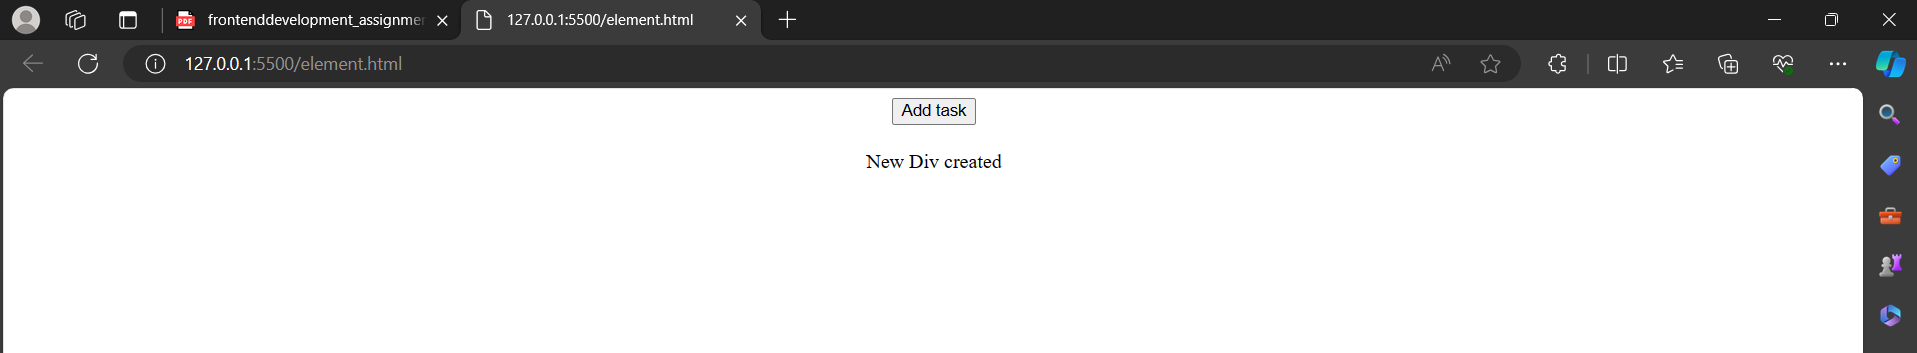 PDF
frontenddevelopment_assignmer
127.0.0.1:5500/element.html
127.0.0.1:5500/element.html
A
Add task
New Div created